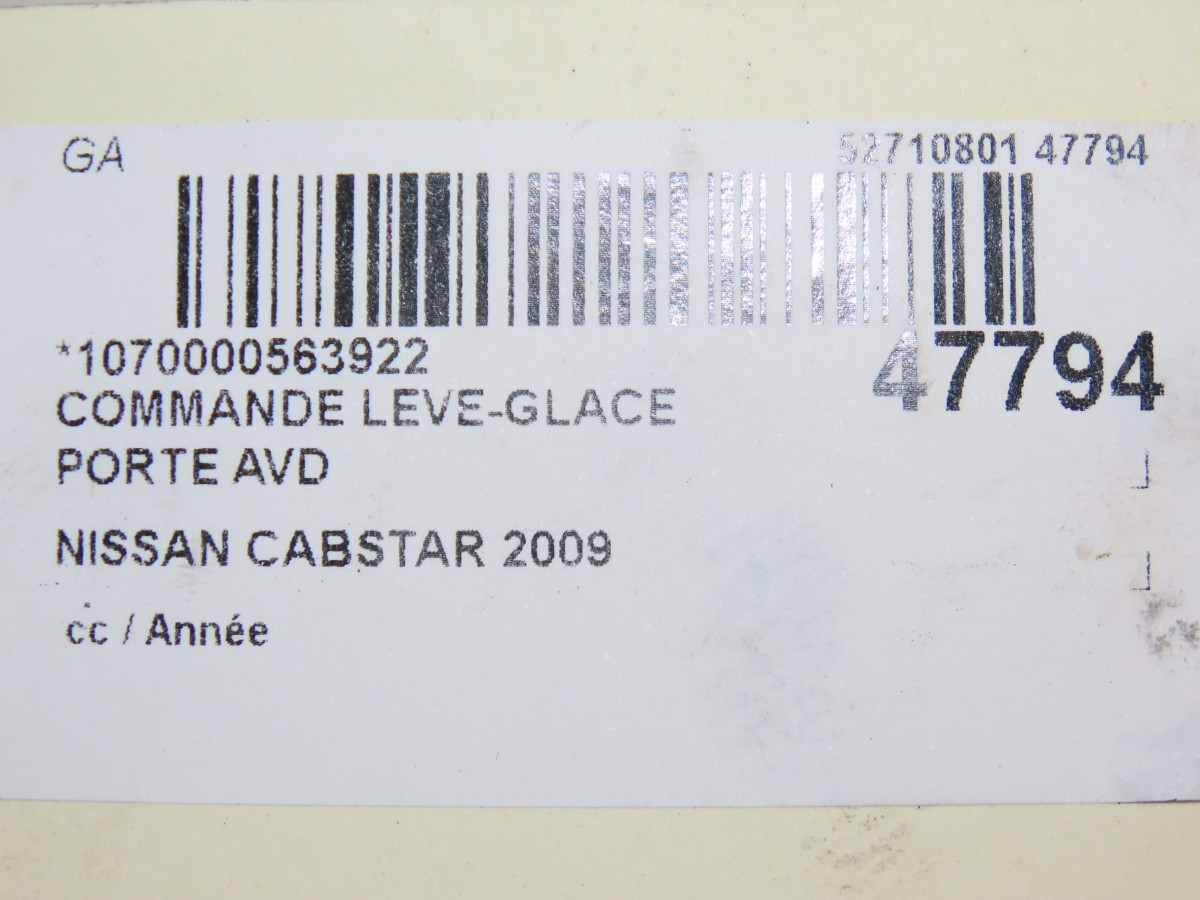 GA 52710801 47794
*1070000563922 47794
COMMANDE LEVE-GLACE
PORTE AVD
NISSAN CABSTAR 2009
cc / Année